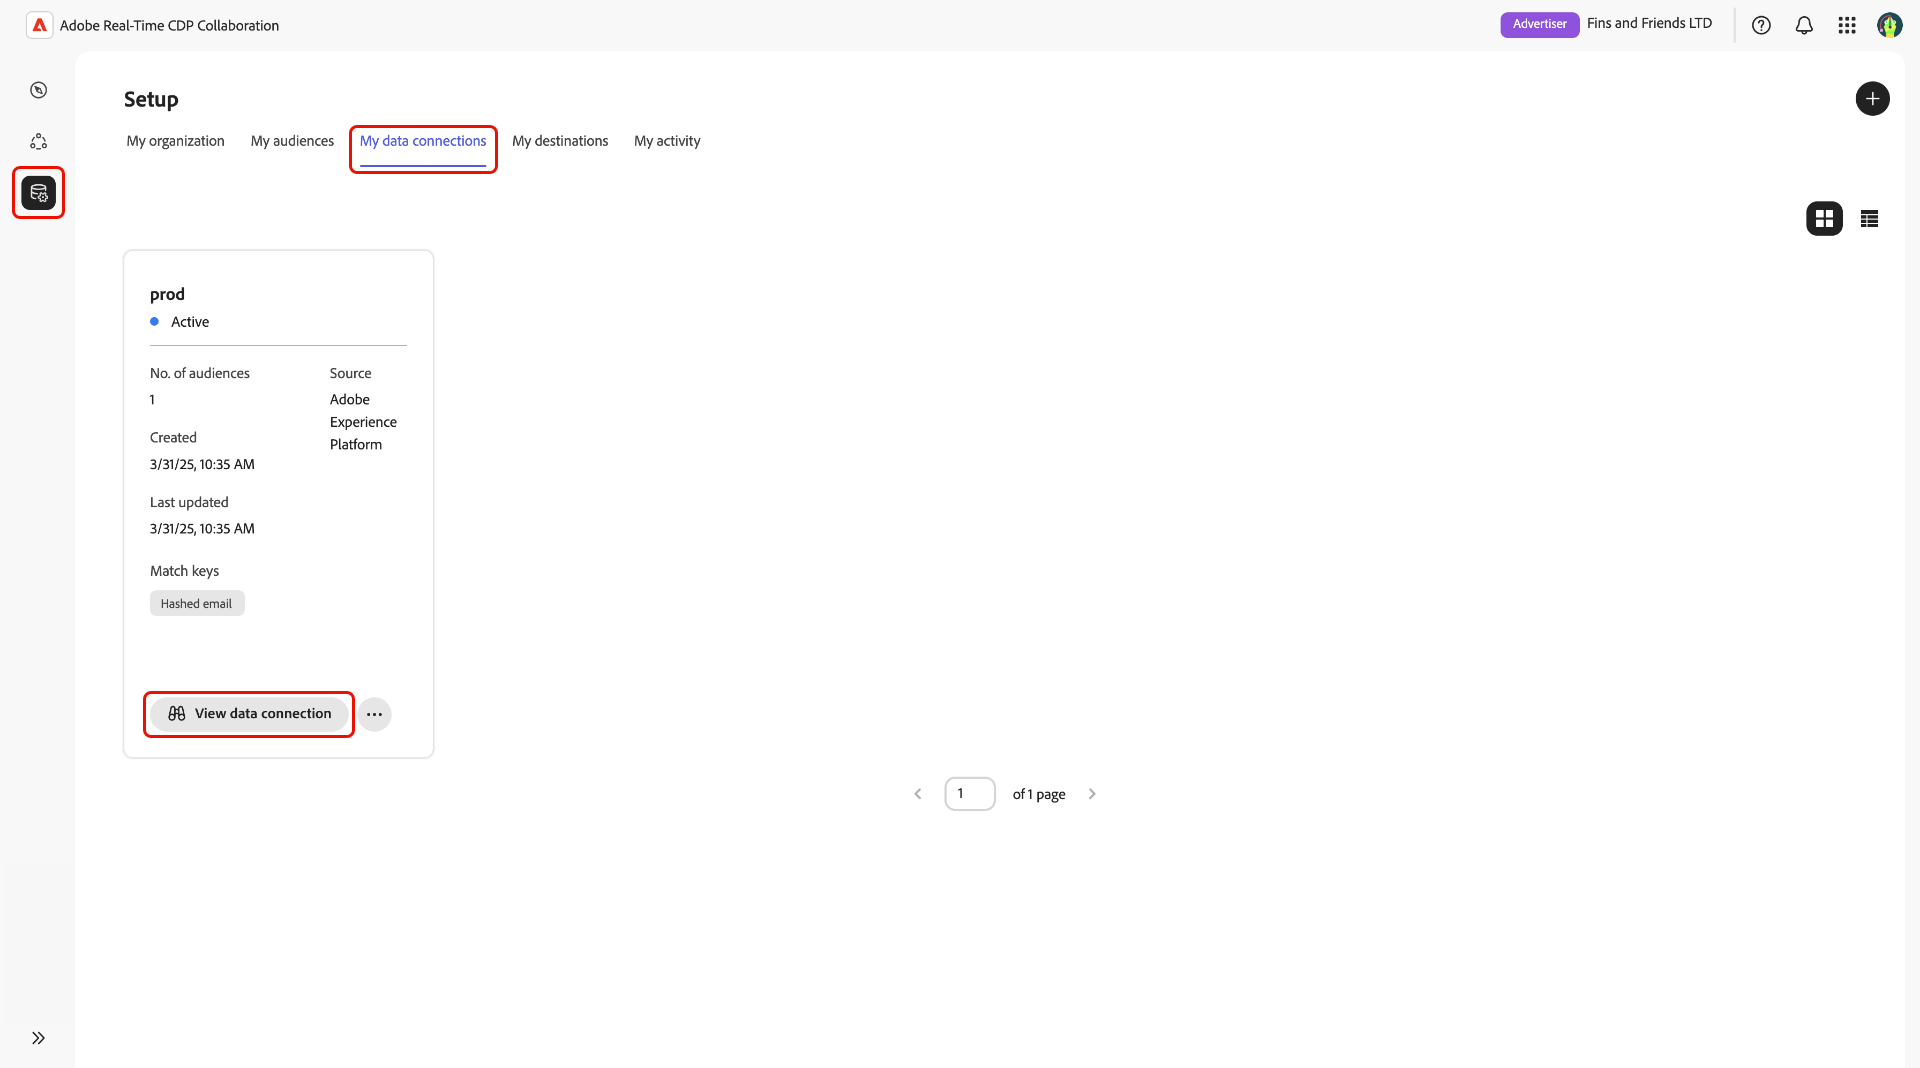 Adobe Real-Time CDP Collaboration
Advertiser
Fins and Friends LTD
Setup
My organization
My audiences
My data connections
My destinations
My activity
prod
Active
No. of audiences
1
Source
Adobe
Experience
Platform
Created
3/31/25, 10:35 AM
Last updated
3/31/25, 10:35 AM
Match keys
Hashed email
View data connection
1
of 1 page